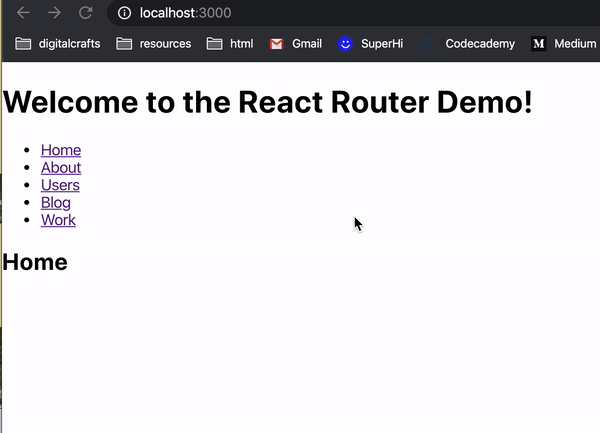 localhost:3000
digitalcrafts resources html Gmail SuperHi Codecademy M Medium
Welcome to the React Router Demo!
Home
About
Users
Blog
Work
Home